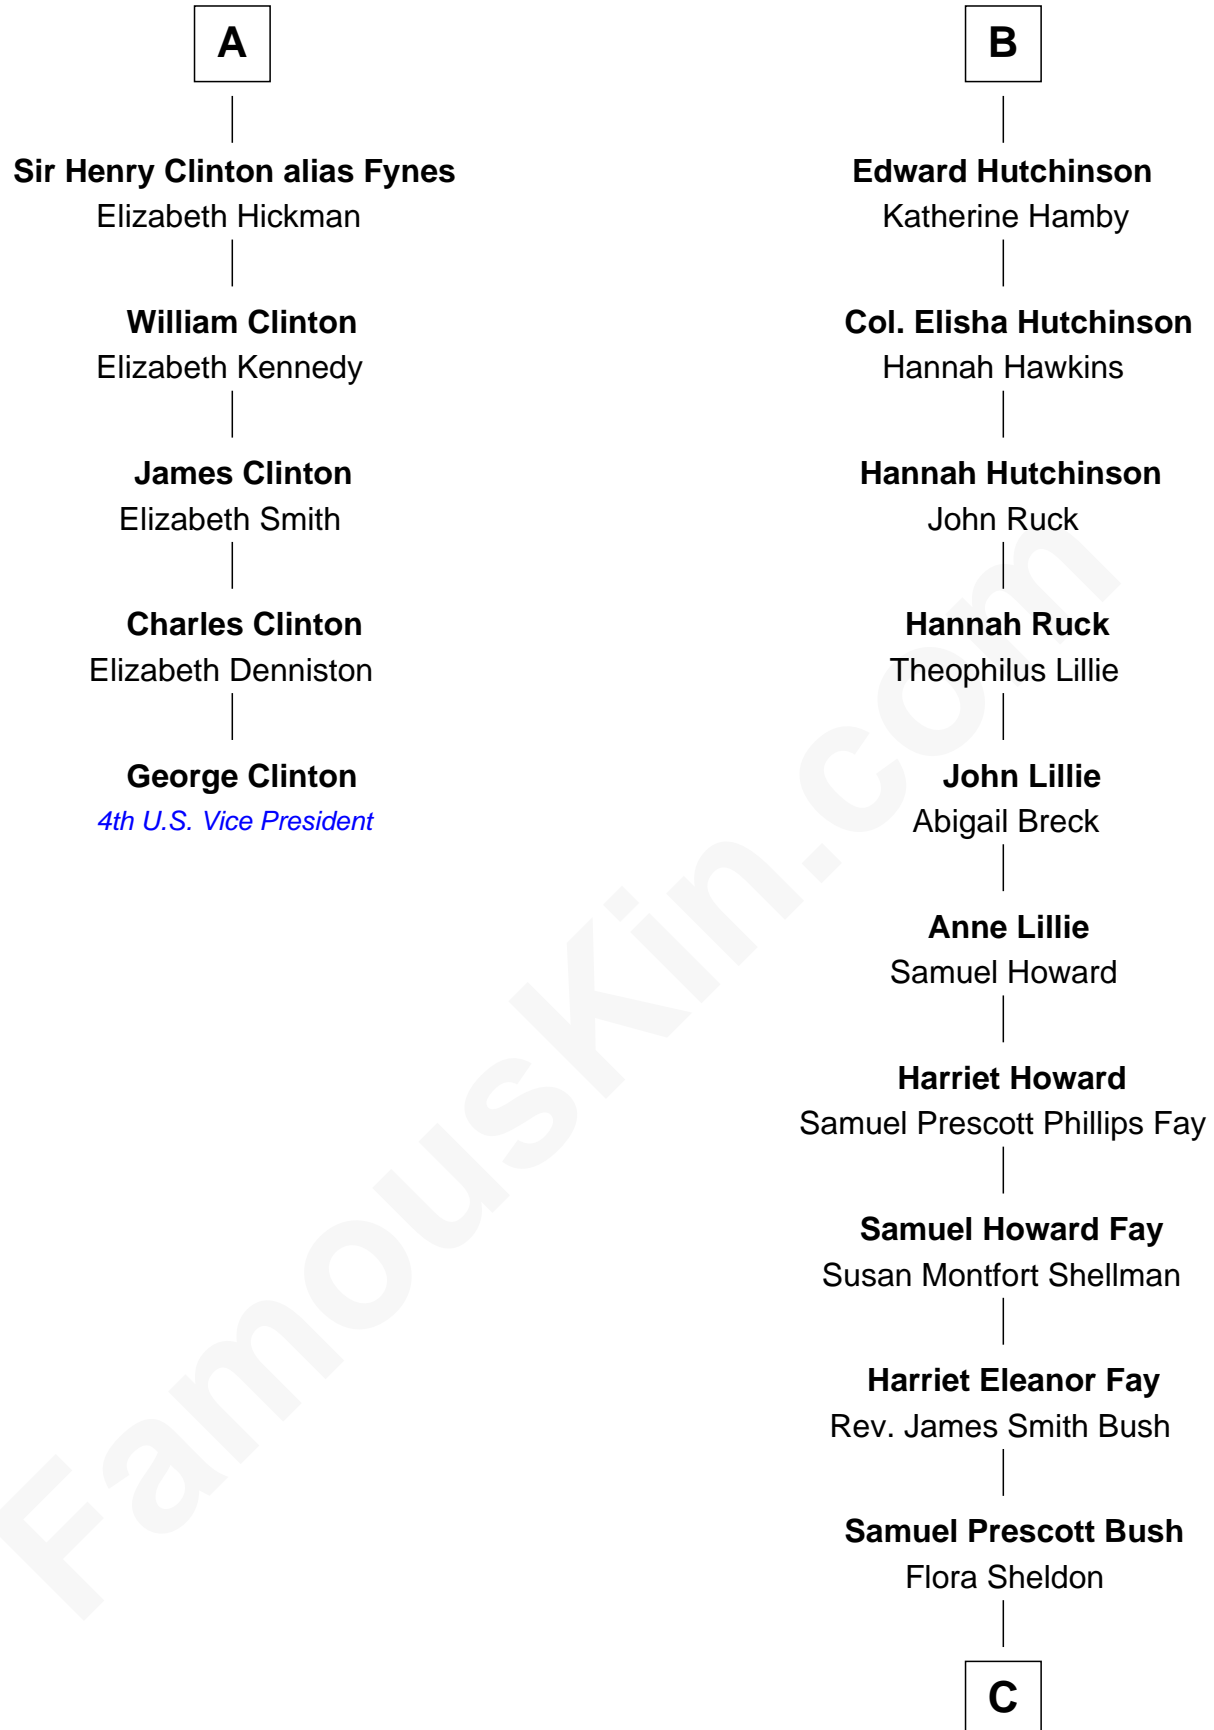 A
Sir Henry Clinton alias Fynes
Elizabeth Hickman
William Clinton
Elizabeth Kennedy
James Clinton
Elizabeth Smith
Charles Clinton
Elizabeth Denniston
George Clinton
4th U.S. Vice President
B
Edward Hutchinson
Katherine Hamby
Col. Elisha Hutchinson
Hannah Hawkins
Hannah Hutchinson
John Ruck
Hannah Ruck
Theophilus Lillie
John Lillie
Abigail Breck
Anne Lillie
Samuel Howard
Harriet Howard
Samuel Prescott Phillips Fay
Samuel Howard Fay
Susan Montfort Shellman
Harriet Eleanor Fay
Rev. James Smith Bush
Samuel Prescott Bush
Flora Sheldon
C
FamousKin.com